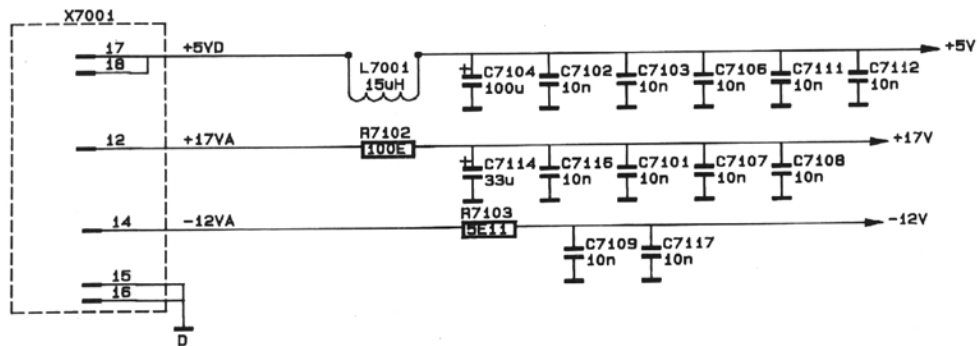 X7001
17 +5VD
18
L7001
15uH
+5V
+ C7104
100u
C7102
10n
C7103
10n
C7106
10n
C7111
10n
C7112
10n
12 +17VA
R7102
100E
+17V
+ C7114
33u
C7116
10n
C7101
10n
C7107
10n
C7108
10n
14 -12VA
R7103
5E11
-12V
C7109
10n
C7117
10n
15
16
D